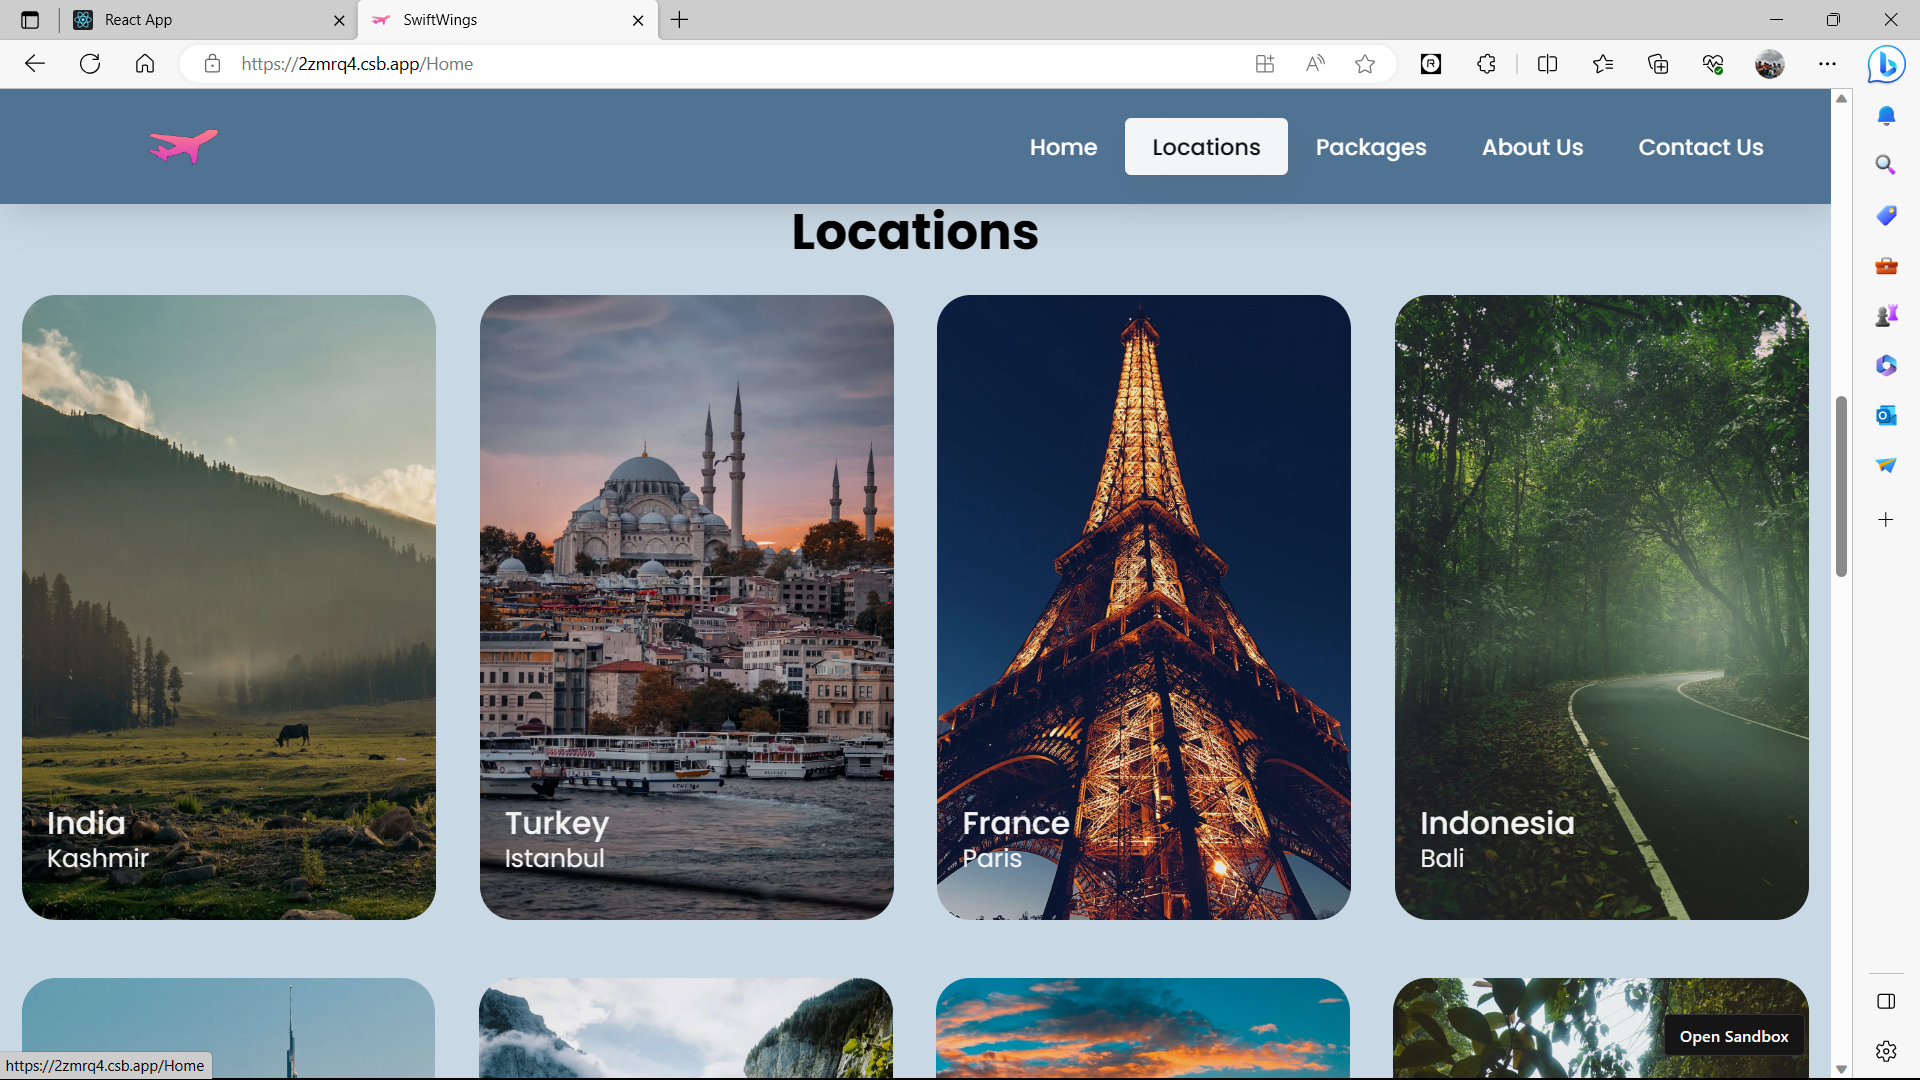 React App
SwiftWings
https://2zmrq4.csb.app/Home
Home
Locations
Packages
About Us
Contact Us
Locations
India
Kashmir
Turkey
Istanbul
France
Paris
Indonesia
Bali
Open Sandbox
https://2zmrq4.csb.app/Home